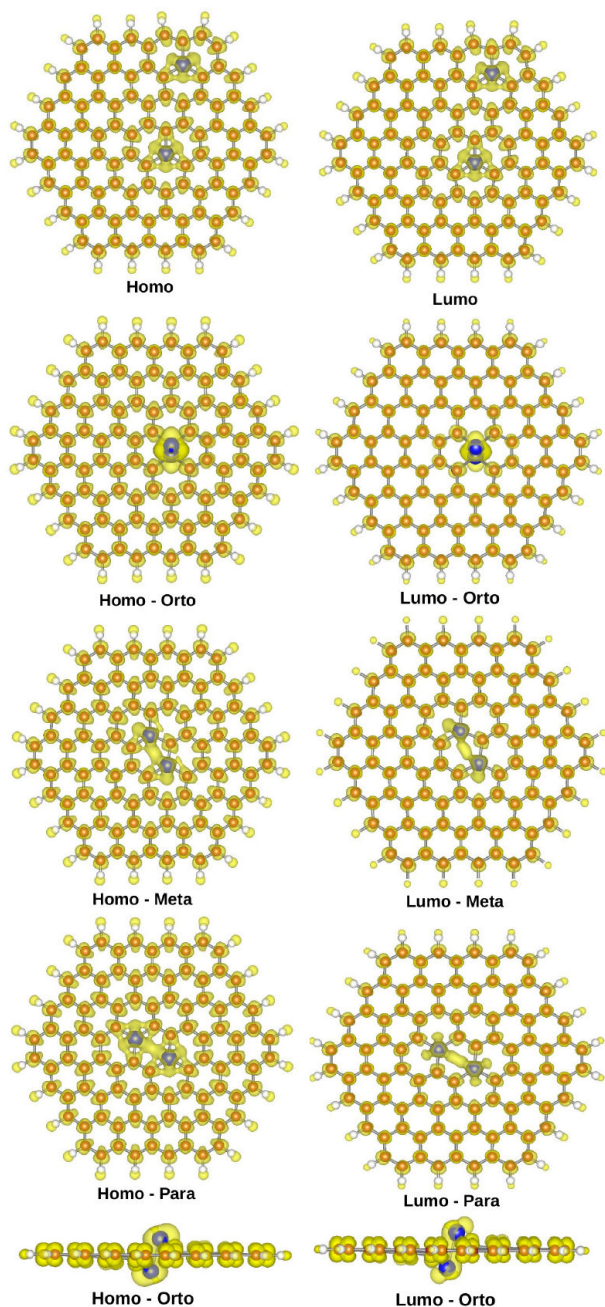 Homo
Lumo
Homo - Orto
Lumo - Orto
Homo - Meta
Lumo - Meta
Homo - Para
Lumo - Para
Homo - Orto
Lumo - Orto